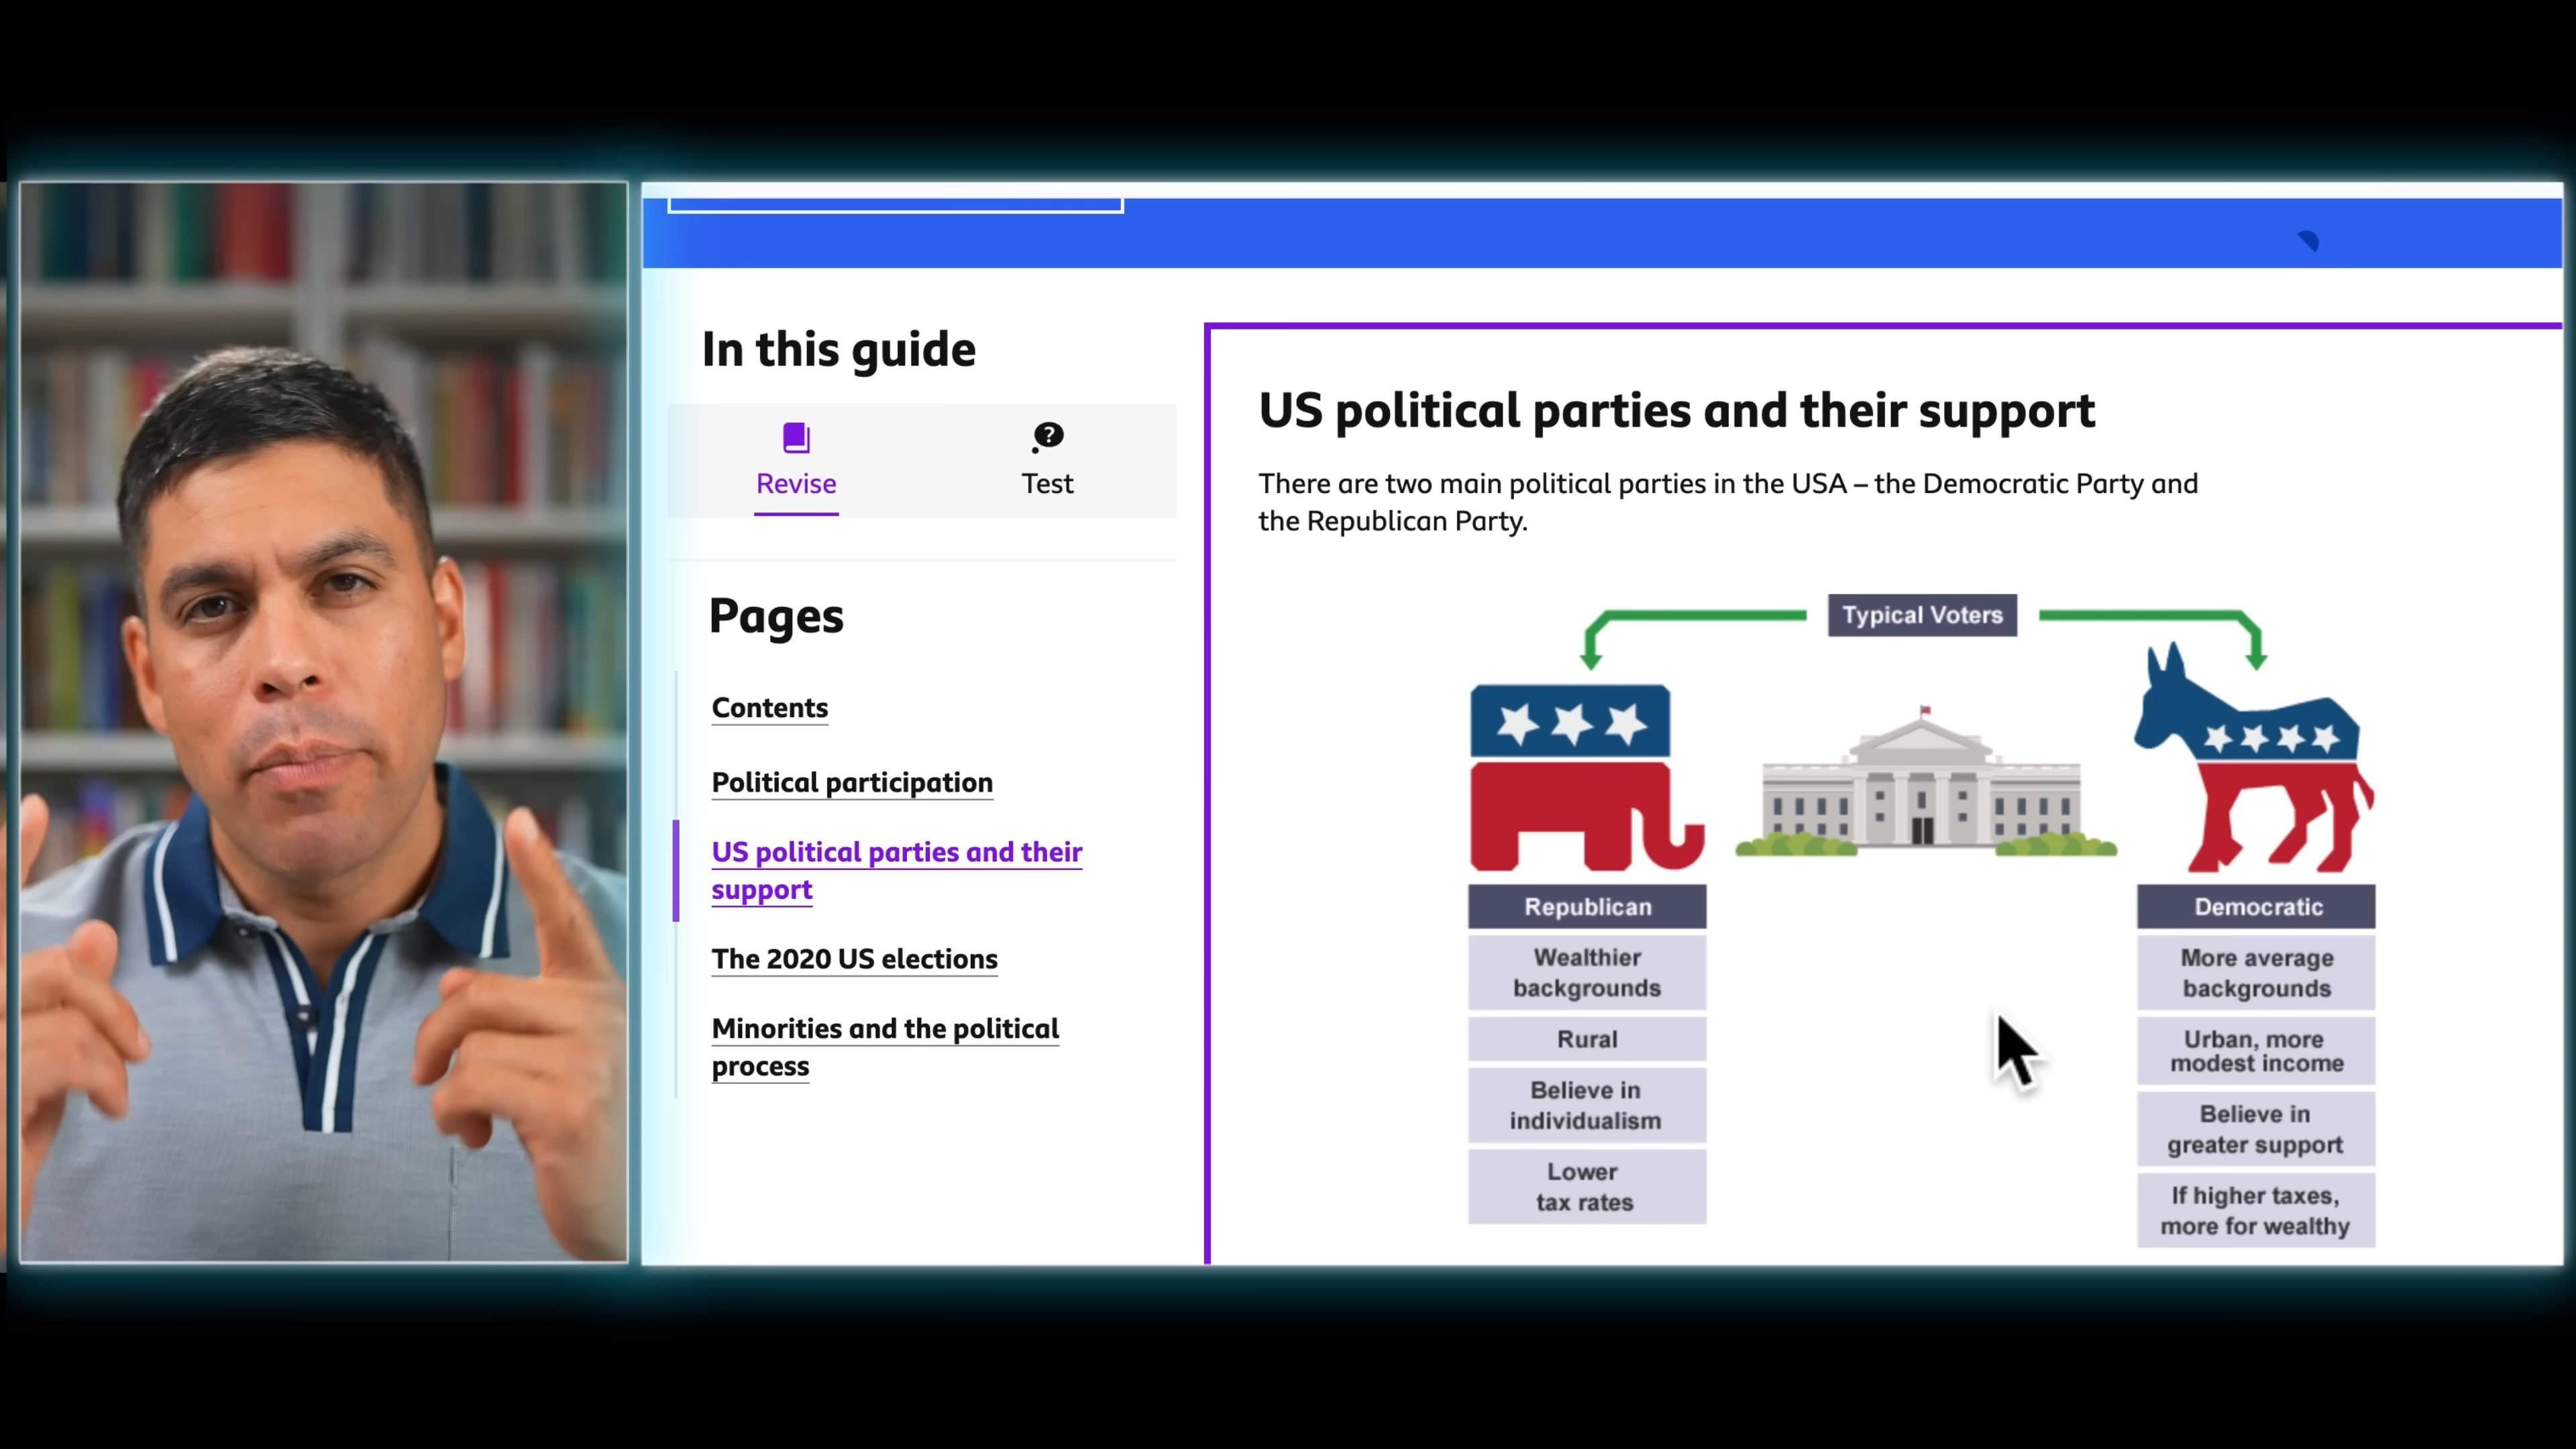 In this guide
Revise
Test
Pages
Contents
Political participation
US political parties and their
support
The 2020 US elections
Minorities and the political
process
US political parties and their support
There are two main political parties in the USA – the Democratic Party and
the Republican Party.
Typical Voters
Republican
Wealthier
backgrounds
Rural
Believe in
individualism
Lower
tax rates
Democratic
More average
backgrounds
Urban, more
modest income
Believe in
greater support
If higher taxes,
more for wealthy